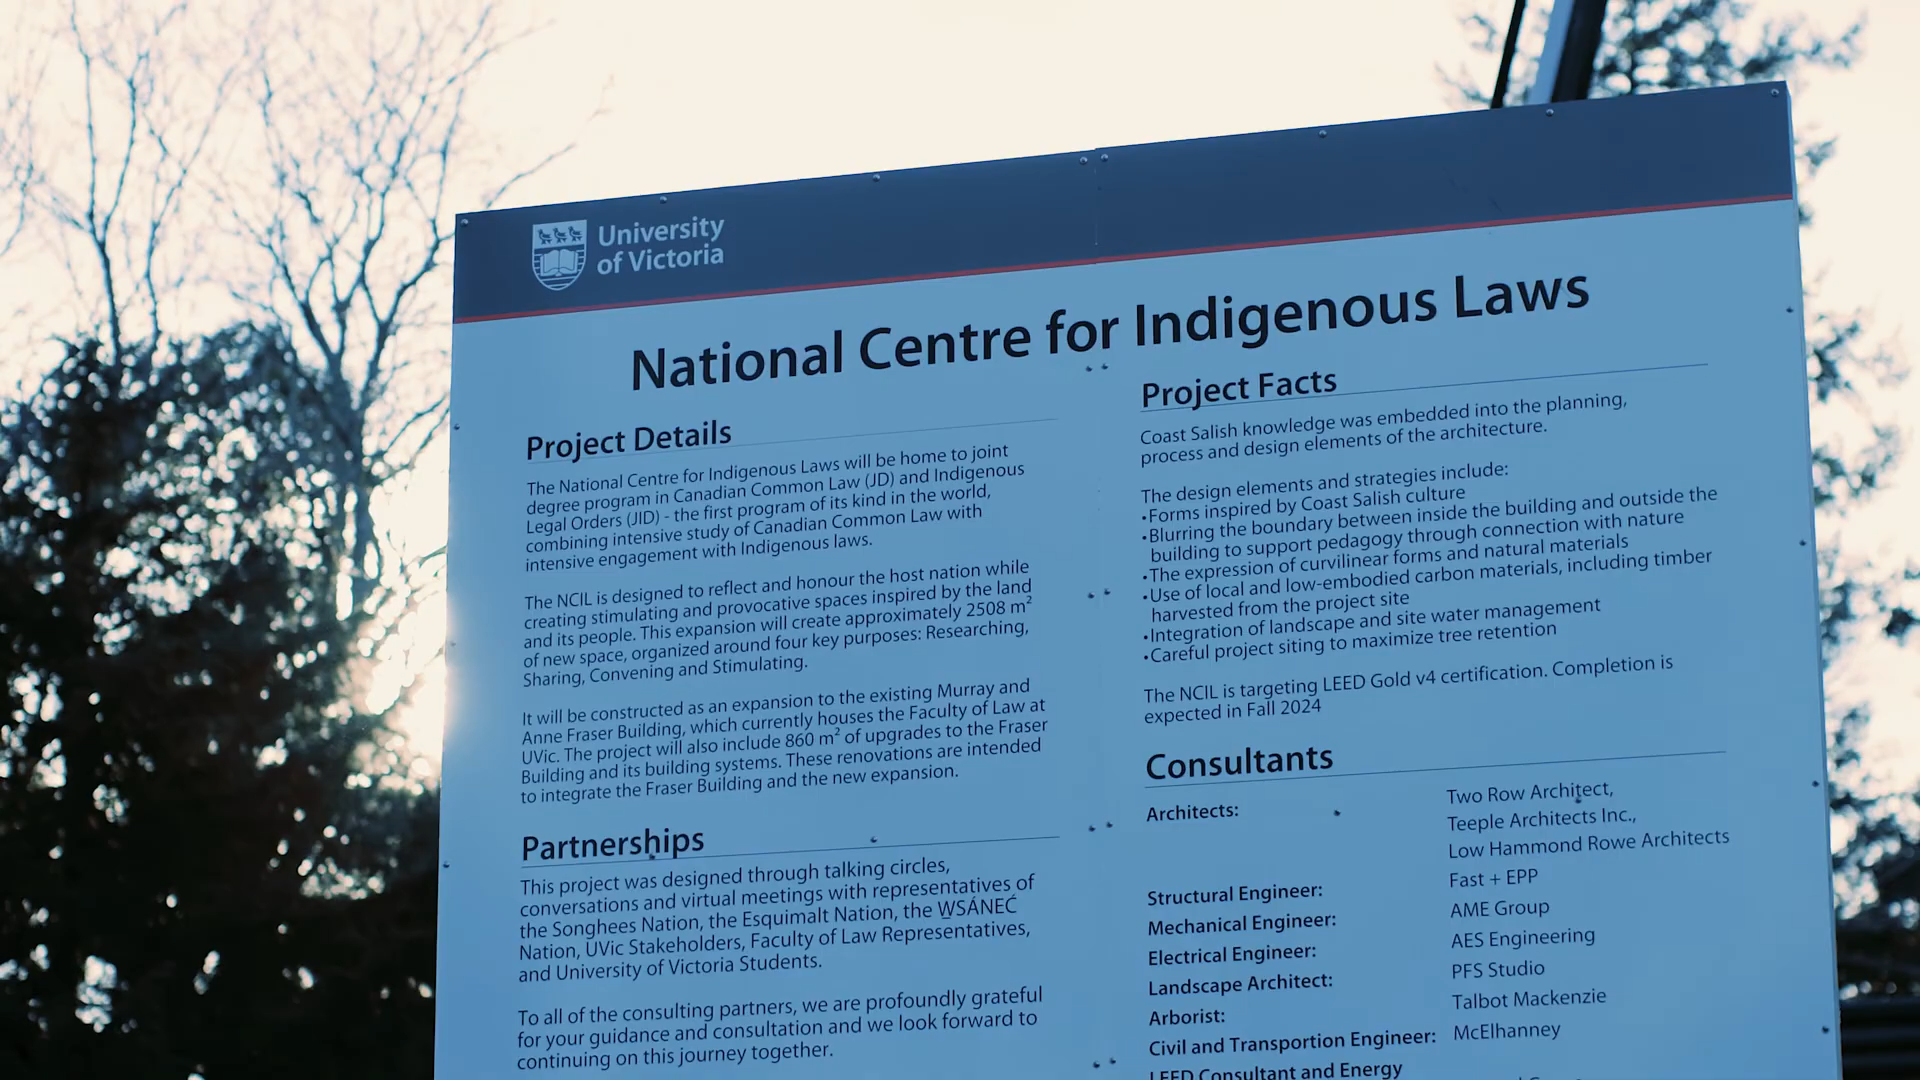 University
of Victoria
National Centre for Indigenous Laws
Project Details
The National Centre for Indigenous Laws will be home to joint
degree program in Canadian Common Law (JD) and Indigenous
Legal Orders (JID) - the first program of its kind in the world,
combining intensive study of Canadian Common Law with
intensive engagement with Indigenous laws.
The NCIL is designed to reflect and honour the host nation while
creating stimulating and provocative spaces inspired by the land
and its people. This expansion will create approximately 2508 m²
of new space, organized around four key purposes: Researching,
Sharing, Convening and Stimulating.
It will be constructed as an expansion to the existing Murray and
Anne Fraser Building, which currently houses the Faculty of Law at
UVic. The project will also include 860 m² of upgrades to the Fraser
Building and its building systems. These renovations are intended
to integrate the Fraser Building and the new expansion.
Partnerships
This project was designed through talking circles,
conversations and virtual meetings with representatives of
the Songhees Nation, the Esquimalt Nation, the W̱SÁNEĆ
Nation, UVic Stakeholders, Faculty of Law Representatives,
and University of Victoria Students.
To all of the consulting partners, we are profoundly grateful
for your guidance and consultation and we look forward to
continuing on this journey together.
Project Facts
Coast Salish knowledge was embedded into the planning,
process and design elements of the architecture.
The design elements and strategies include:
•Forms inspired by Coast Salish culture
•Blurring the boundary between inside the building and outside the
building to support pedagogy through connection with nature
•The expression of curvilinear forms and natural materials
•Use of local and low-embodied carbon materials, including timber
harvested from the project site
•Integration of landscape and site water management
•Careful project siting to maximize tree retention
The NCIL is targeting LEED Gold v4 certification. Completion is
expected in Fall 2024
Consultants
Architects: Two Row Architect,
Teeple Architects Inc.,
Low Hammond Rowe Architects
Structural Engineer: Fast + EPP
Mechanical Engineer: AME Group
Electrical Engineer: AES Engineering
Landscape Architect: PFS Studio
Arborist: Talbot Mackenzie
Civil and Transportion Engineer: McElhanney
LEED Consultant and Energy